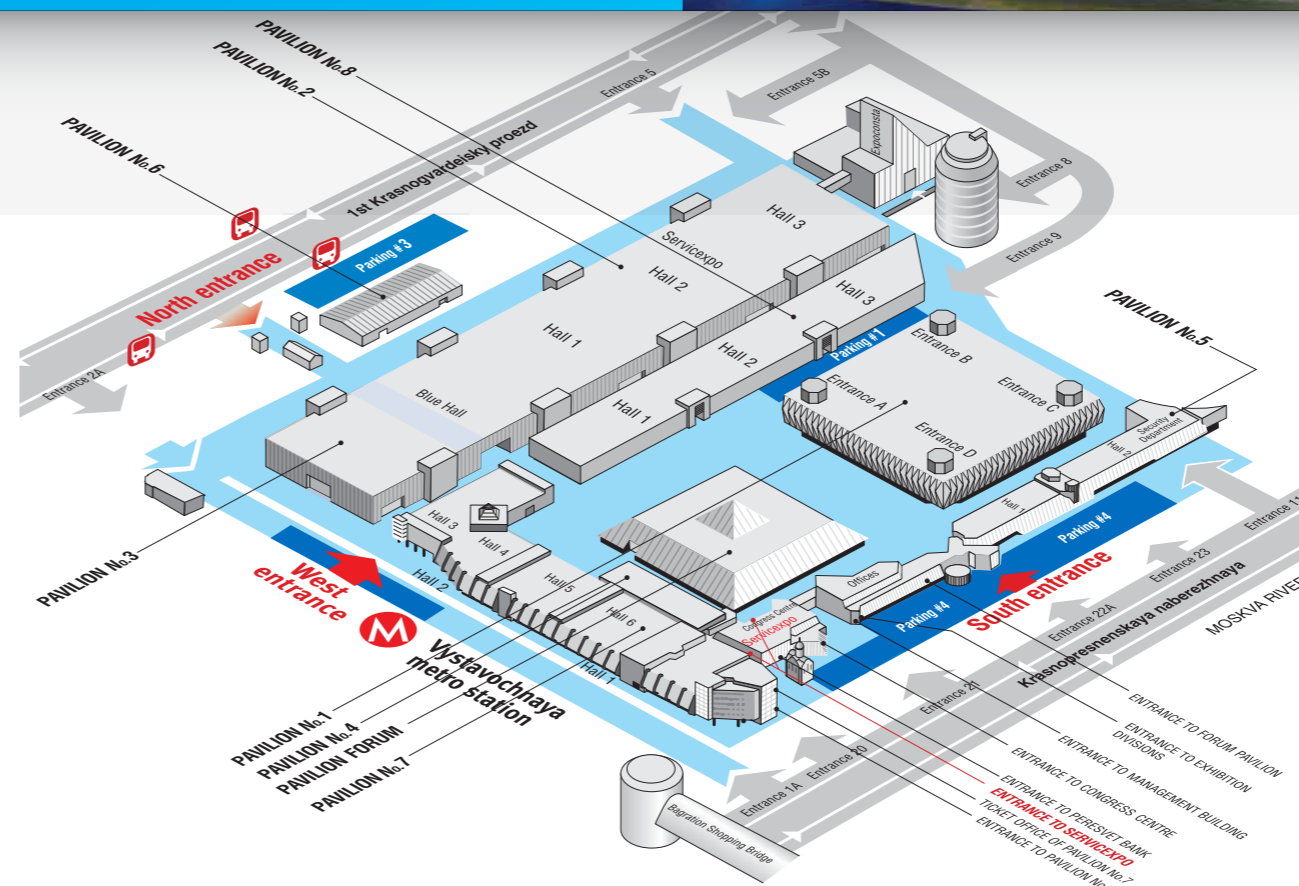 PAVILION No.8
PAVILION No.2
PAVILION No.6
Entrance 5
Entrance 5B
1st Krasnogvardeisky proezd
Expoconsta
Entrance 8
Entrance 9
Parking # 3
North entrance
Entrance 2A
Hall 3
Servicexpo
Hall 2
Hall 1
Blue Hall
Hall 3
Hall 2
Hall 1
Parking #1
PAVILION No.5
Entrance B
Entrance A
Entrance C
Entrance D
Security
Department
Hall 2
Hall 1
Parking #4
Entrance 11
Entrance 23
South entrance
Parking #4
Entrance 22A
Krasnopresnenskaya naberezhnaya
MOSKVA RIVER
Entrance 21
Entrance 20
Entrance 1A
Bagration Shopping Bridge
Offices
Congress Centre
Servicexpo
Hall 3
Hall 4
Hall 5
Hall 6
Hall 2
Hall 1
PAVILION No.3
West
entrance
M
Vystavochnaya
metro station
PAVILION No.1
PAVILION No.4
PAVILION FORUM
PAVILION No.7
ENTRANCE TO FORUM PAVILION
ENTRANCE TO EXHIBITION
DIVISIONS
ENTRANCE TO MANAGEMENT BUILDING
ENTRANCE TO CONGRESS CENTRE
ENTRANCE TO PERESVET BANK
ENTRANCE TO SERVICEXPO
TICKET OFFICE OF PAVILION No.7
ENTRANCE TO PAVILION